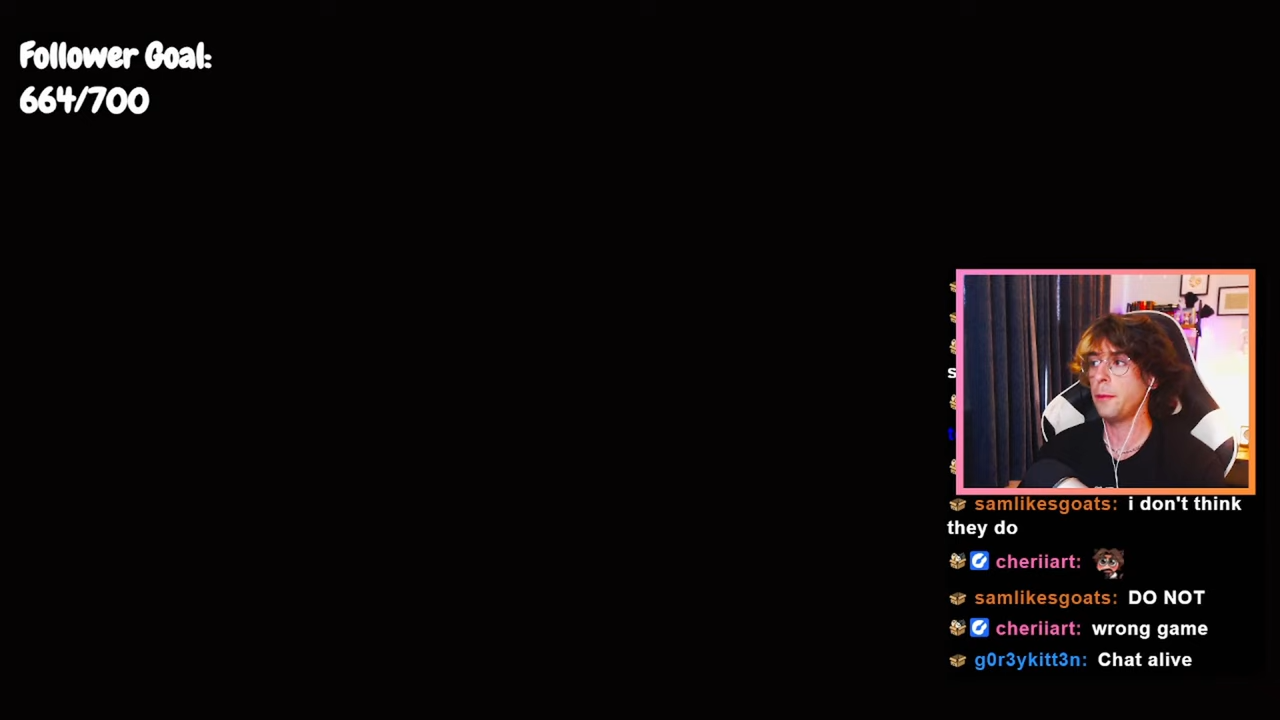 Follower Goal:
664/700
samlikesgoats: i don't think
they do
cheriiart:
samlikesgoats: DO NOT
cheriiart: wrong game
g0r3ykitt3n: Chat alive